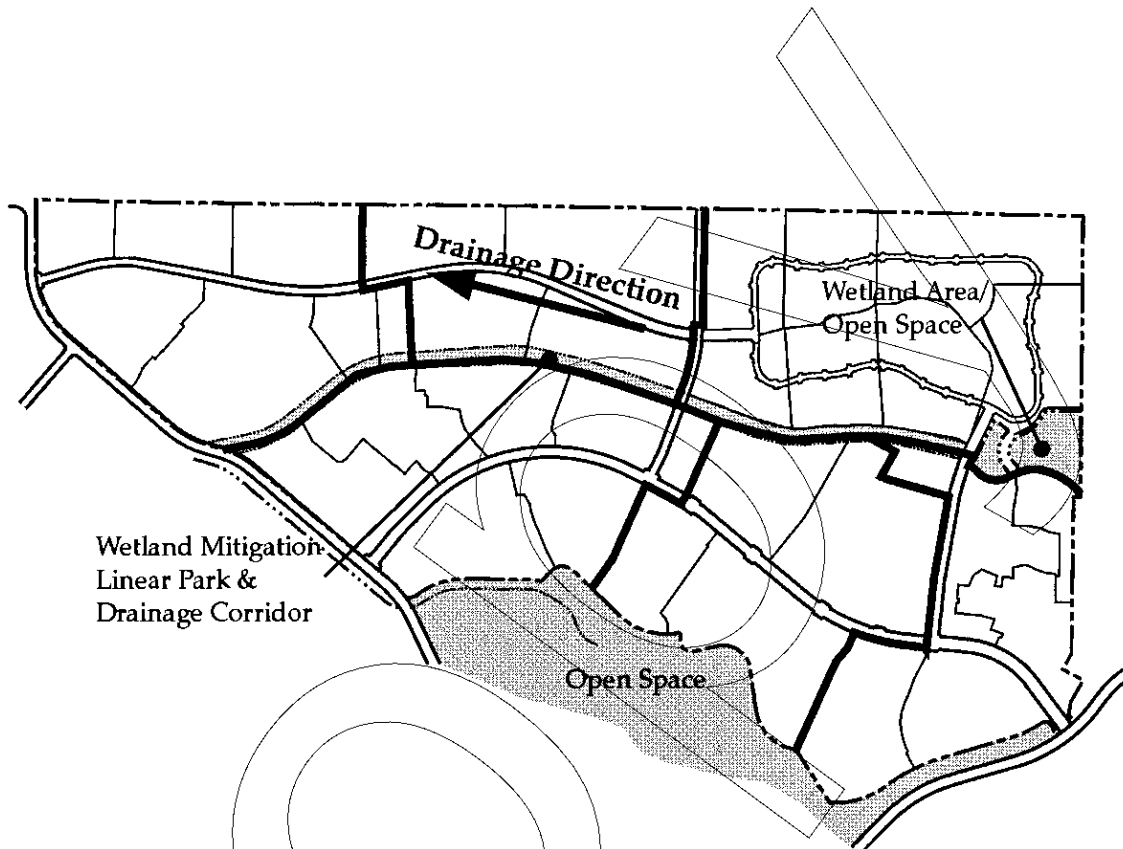 Drainage Direction
Wetland Area/
Open Space
Wetland Mitigation
Linear Park &
Drainage Corridor
Open Space